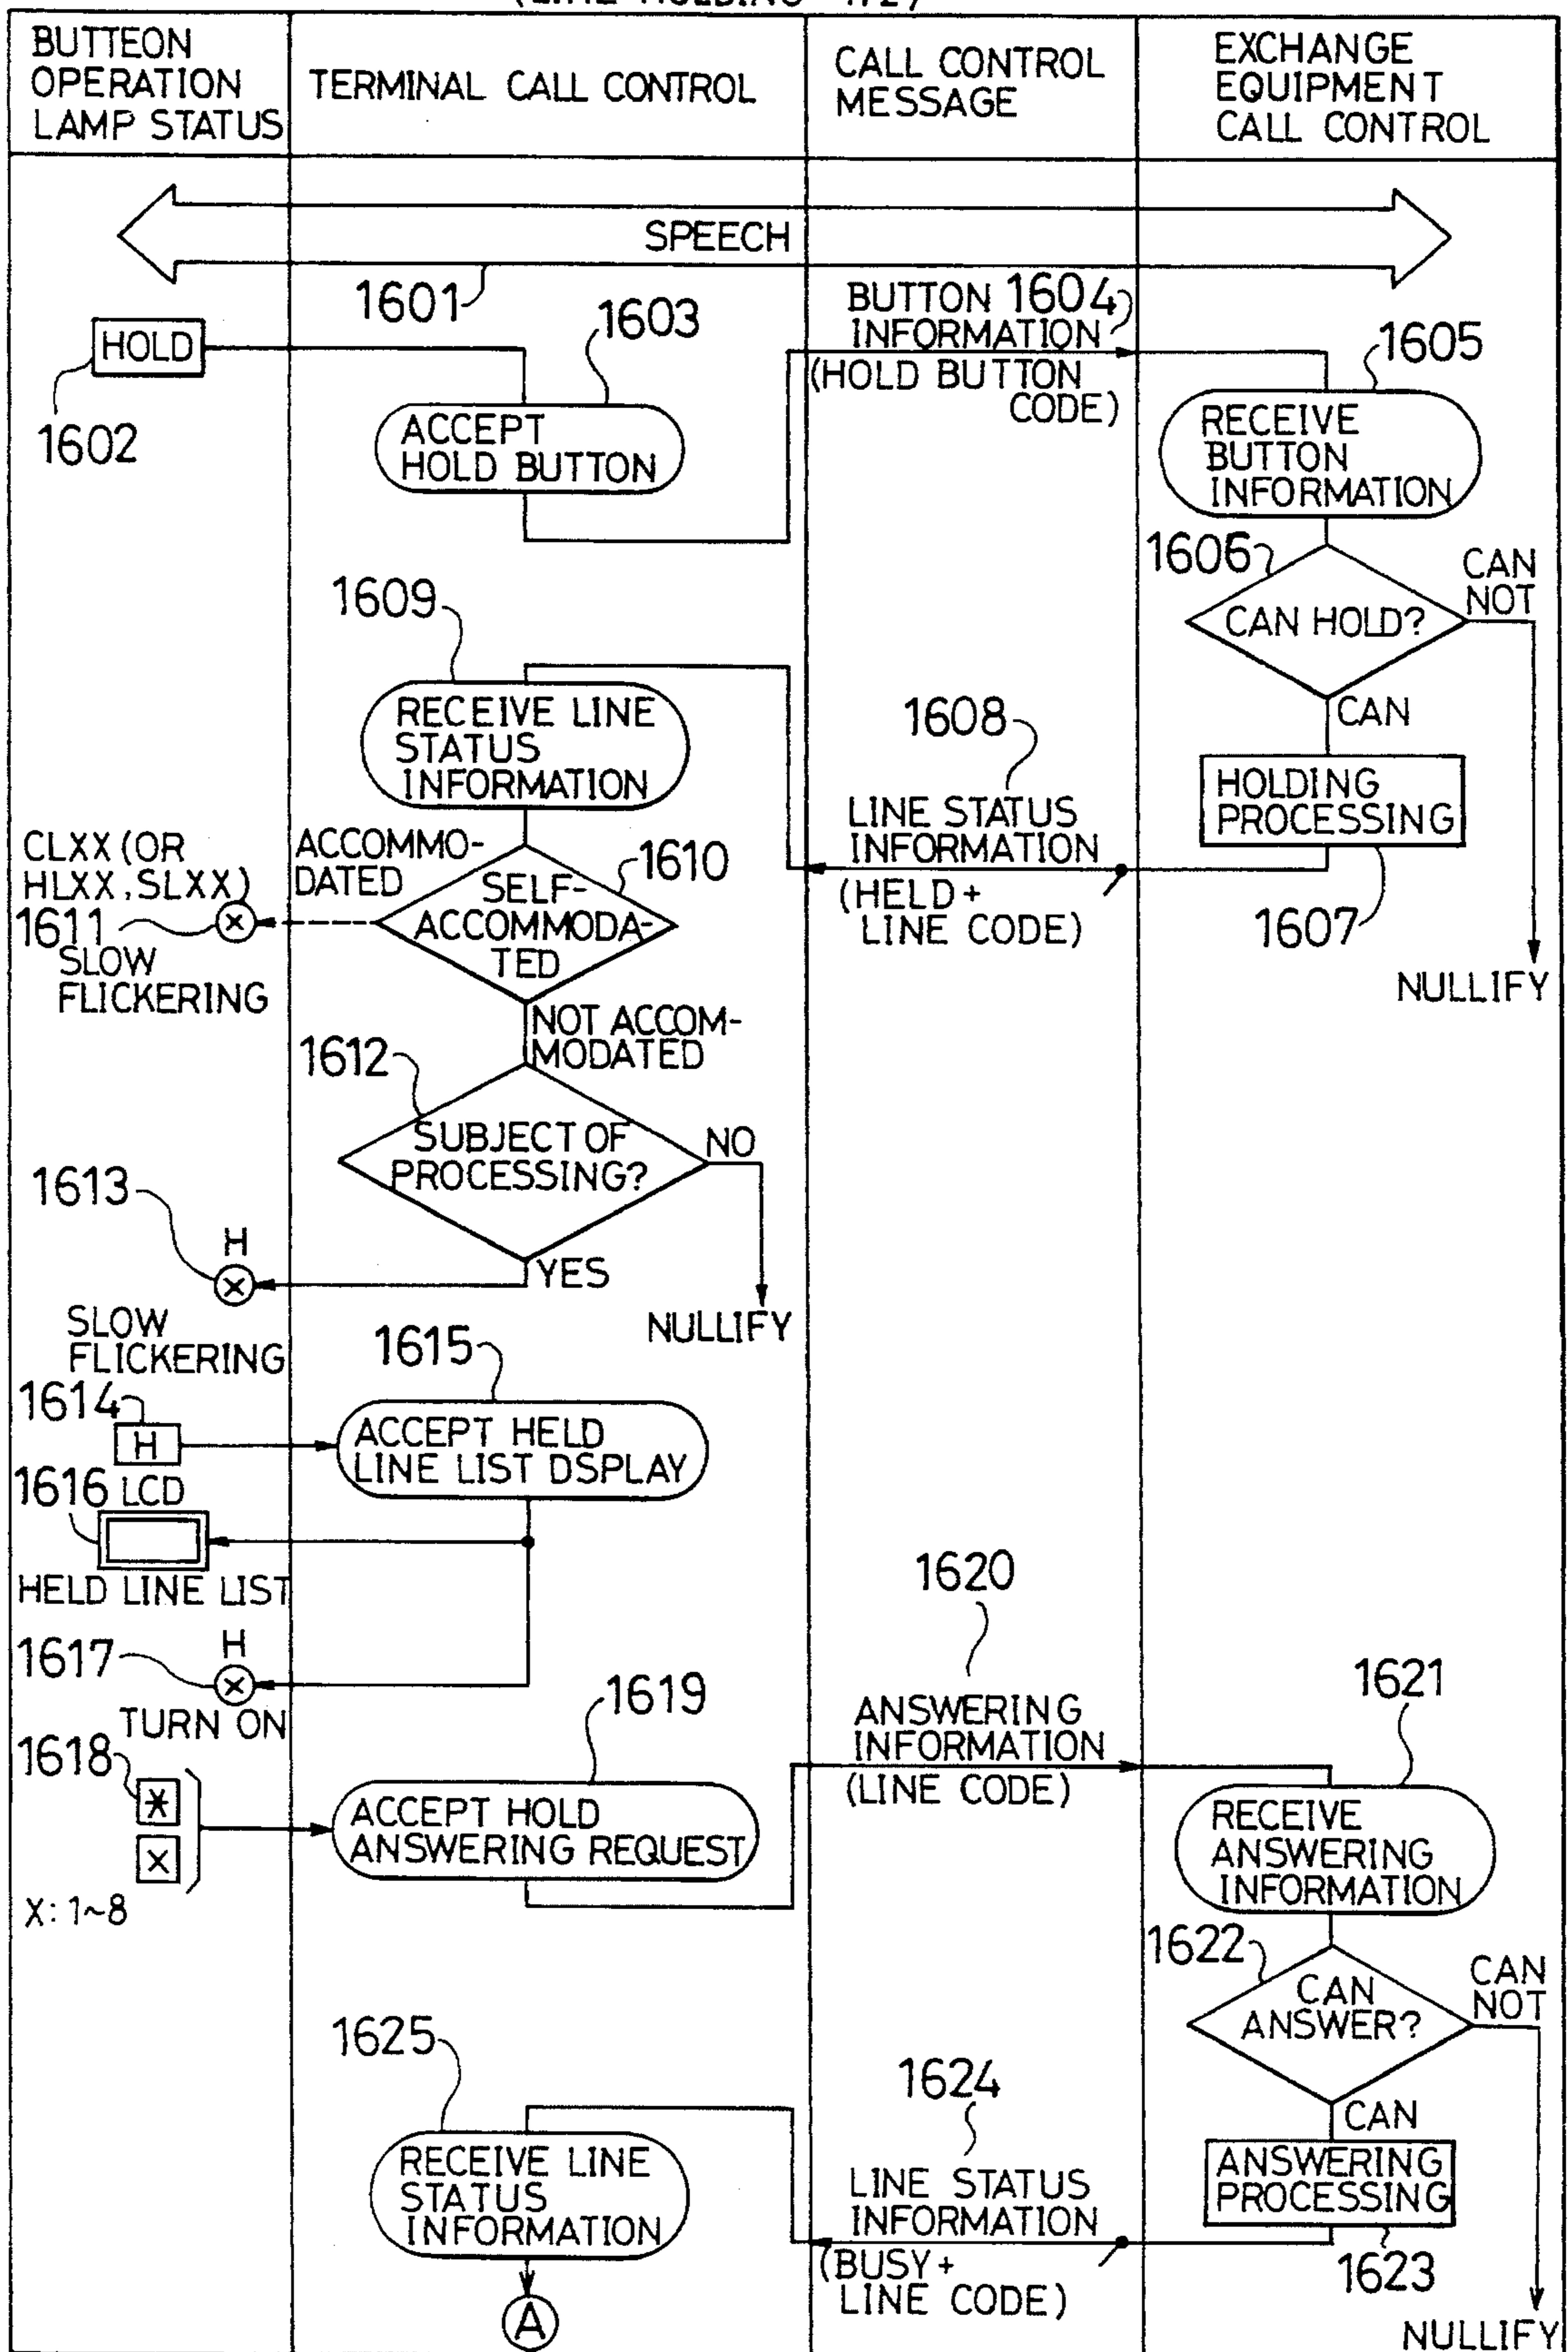 (LINE HOLDING 1/2)
BUTTEON
OPERATION
LAMP STATUS
TERMINAL CALL CONTROL
CALL CONTROL
MESSAGE
EXCHANGE
EQUIPMENT
CALL CONTROL
SPEECH
1601
HOLD
1602
1603
ACCEPT
HOLD BUTTON
BUTTON 1604
INFORMATION
(HOLD BUTTON
CODE)
1605
RECEIVE
BUTTON
INFORMATION
1606
CAN HOLD?
CAN
NOT
CAN
HOLDING
PROCESSING
1607
NULLIFY
1608
LINE STATUS
INFORMATION
(HELD+
LINE CODE)
1609
RECEIVE LINE
STATUS
INFORMATION
ACCOMMO-
DATED
1610
SELF-
ACCOMMODA-
TED
CLXX (OR
HLXX, SLXX)
1611
SLOW
FLICKERING
NOT ACCOM-
MODATED
1612
SUBJECT OF
PROCESSING?
NO
YES
NULLIFY
1613
H
SLOW
FLICKERING
1614
H
1615
ACCEPT HELD
LINE LIST DSPLAY
1616 LCD
HELD LINE LIST
1617
H
TURN ON
1618
*
X
X: 1~8
1619
ACCEPT HOLD
ANSWERING REQUEST
1620
ANSWERING
INFORMATION
(LINE CODE)
1621
RECEIVE
ANSWERING
INFORMATION
1622
CAN
ANSWER?
CAN
NOT
CAN
ANSWERING
PROCESSING
1623
NULLIFY
1624
LINE STATUS
INFORMATION
(BUSY+
LINE CODE)
1625
RECEIVE LINE
STATUS
INFORMATION
A